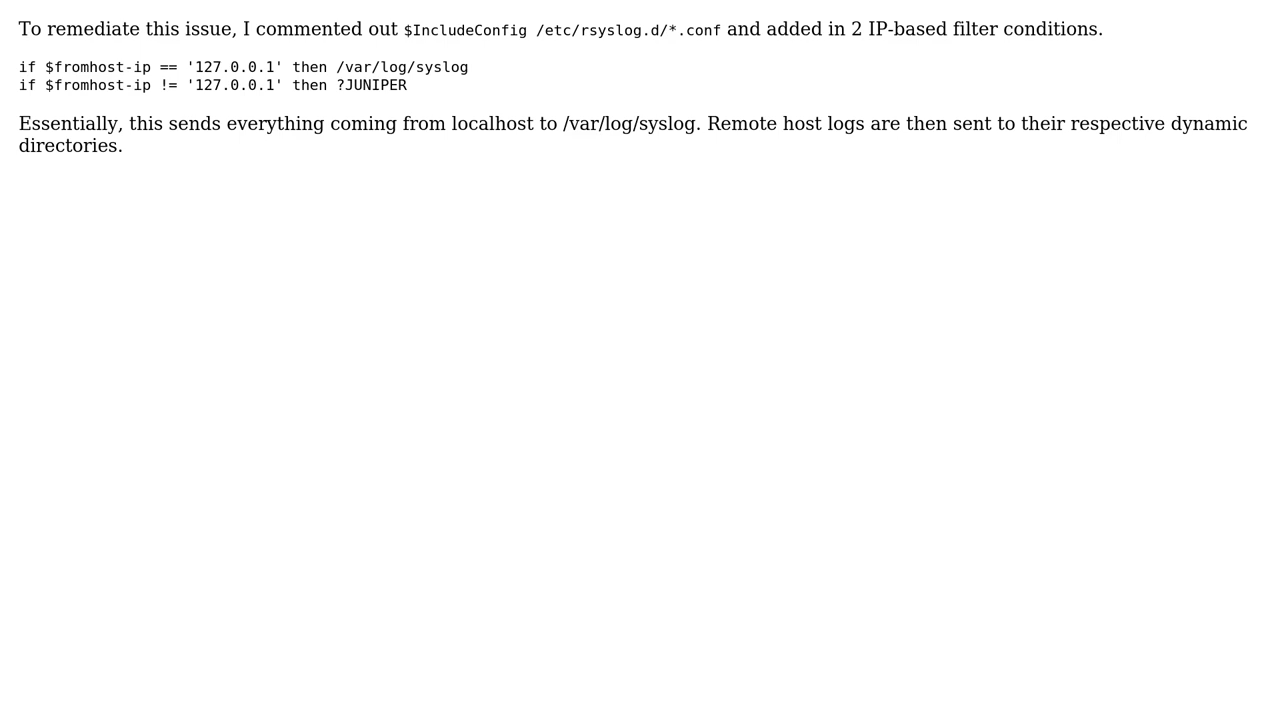 To remediate this issue, I commented out $IncludeConfig /etc/rsyslog.d/*.conf and added in 2 IP-based filter conditions.
if $fromhost-ip == '127.0.0.1' then /var/log/syslog
if $fromhost-ip != '127.0.0.1' then ?JUNIPER
Essentially, this sends everything coming from localhost to /var/log/syslog. Remote host logs are then sent to their respective dynamic
directories.